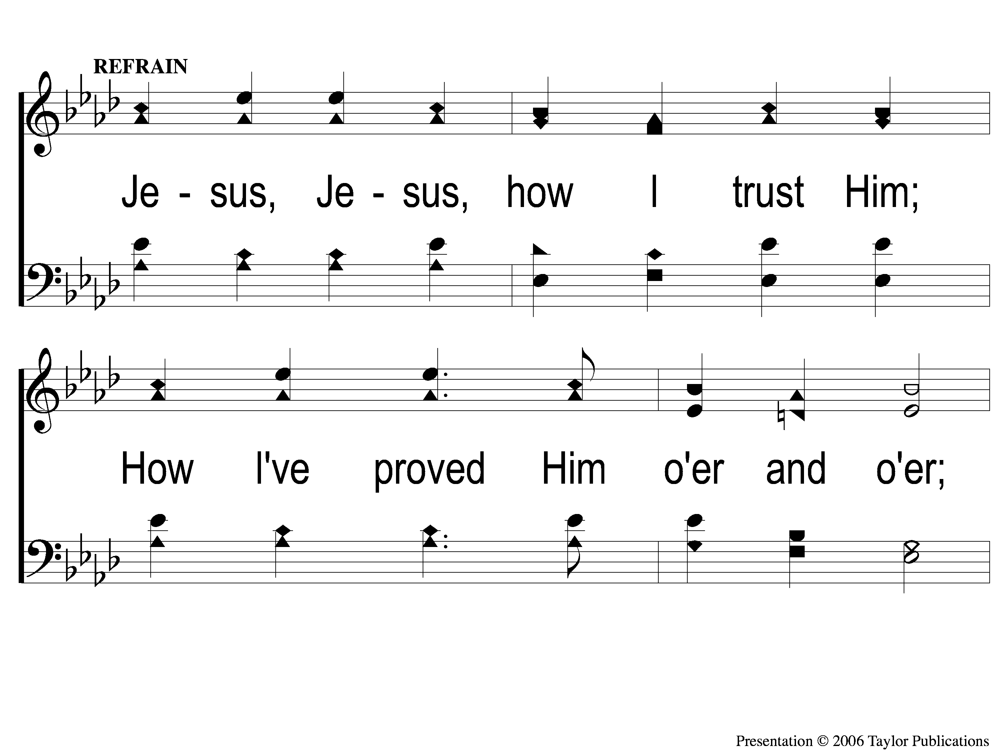 REFRAIN
Je - sus, Je - sus, how I trust Him;
How I've proved Him o'er and o'er;
Presentation © 2006 Taylor Publications